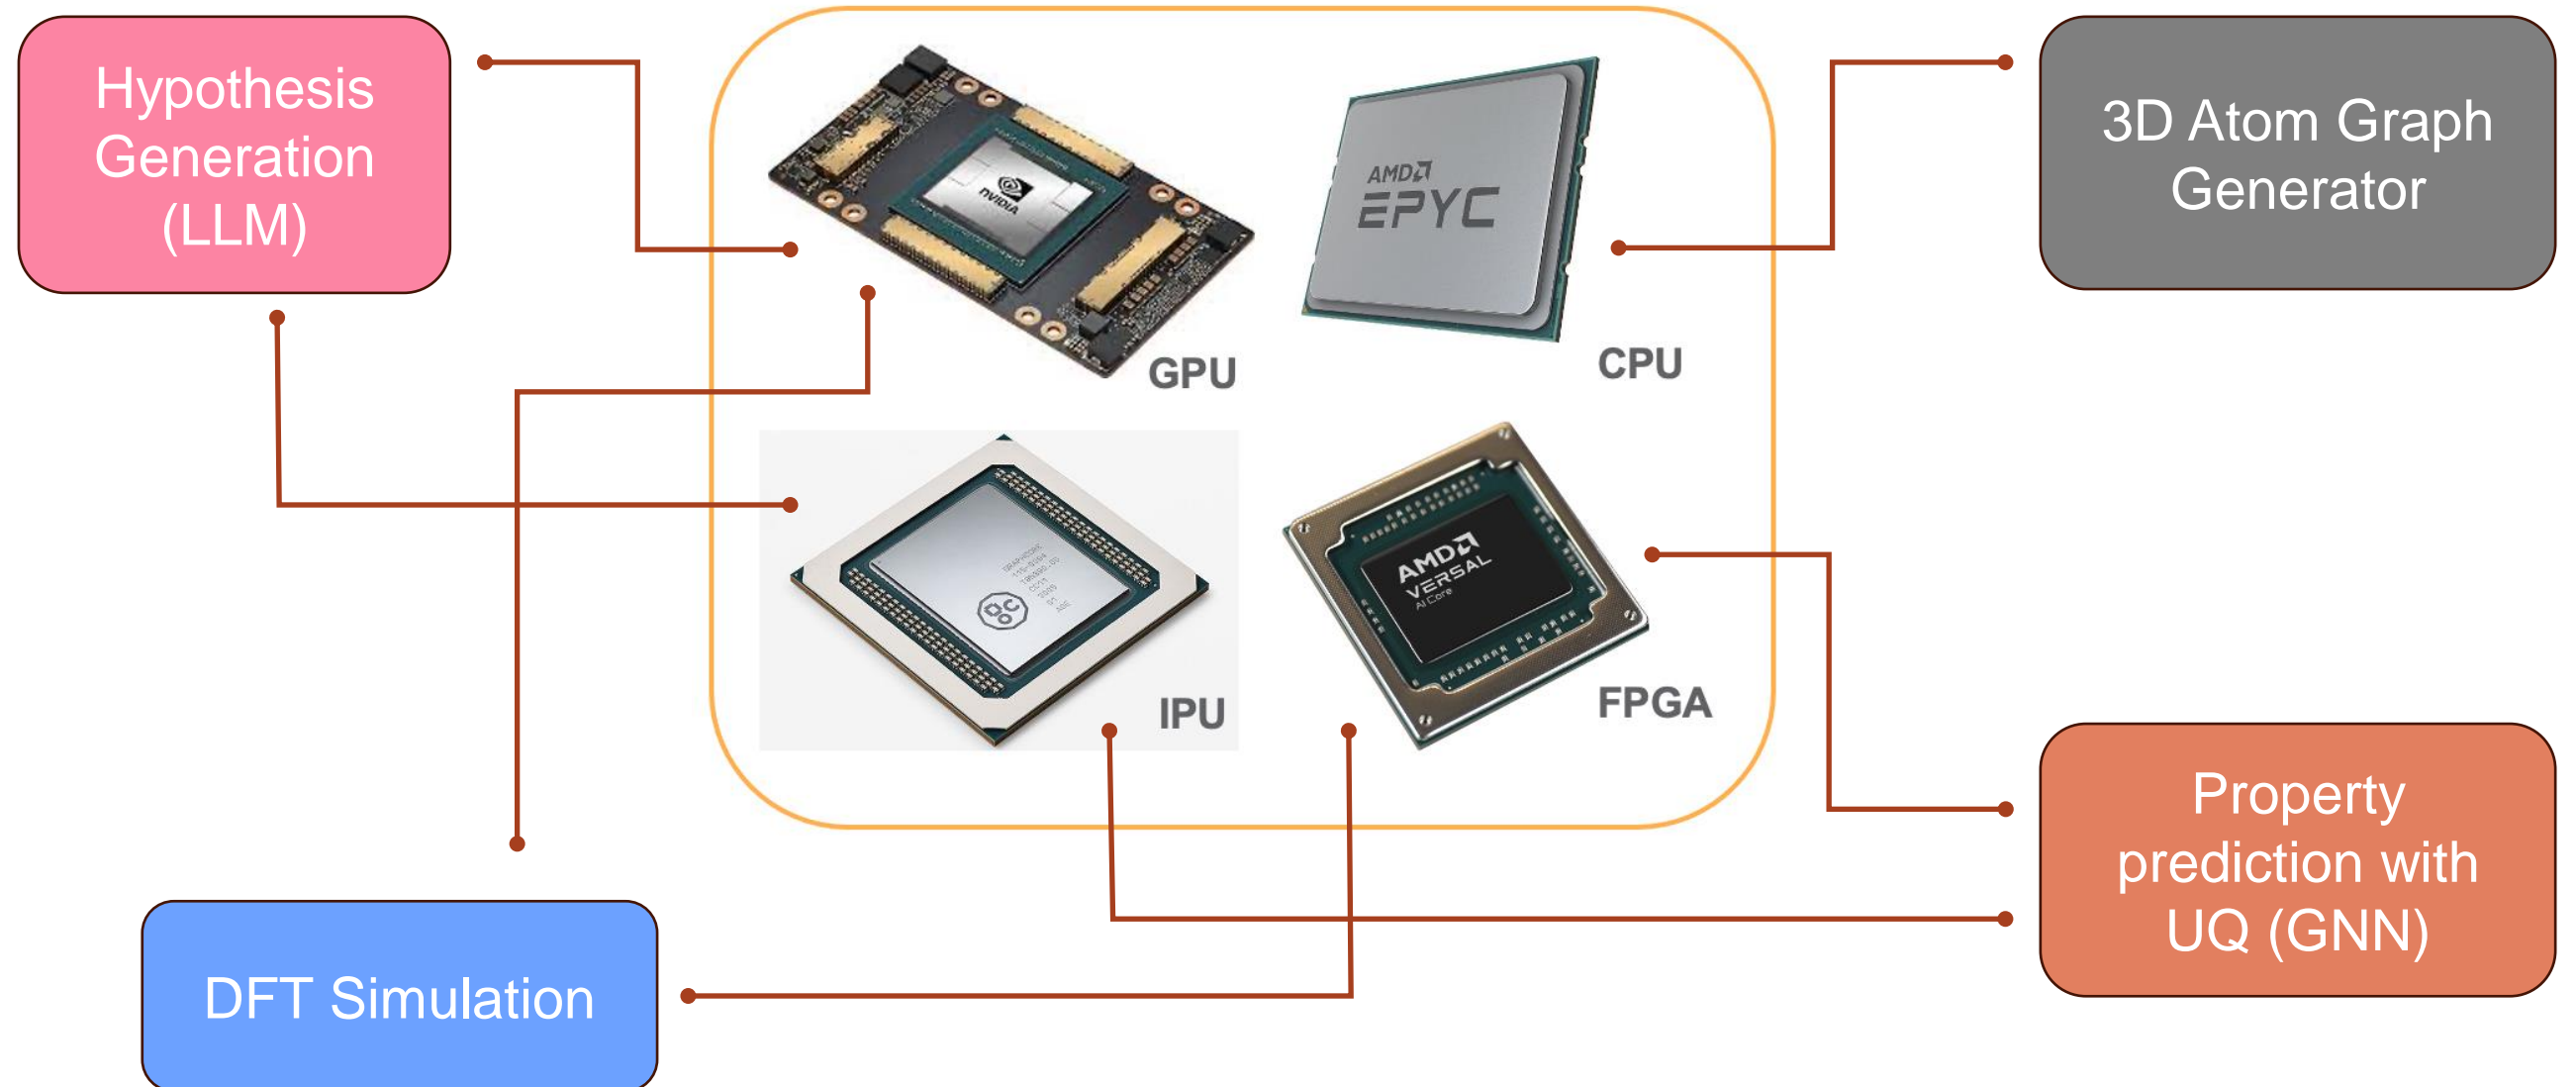 Hypothesis
Generation
(LLM)
NVIDIA
GPU
AMD
EPYC
CPU
3D Atom Graph
Generator
GRAPHCORE
IPU
AMD
VERSAL
AI Core
FPGA
DFT Simulation
Property
prediction with
UQ (GNN)